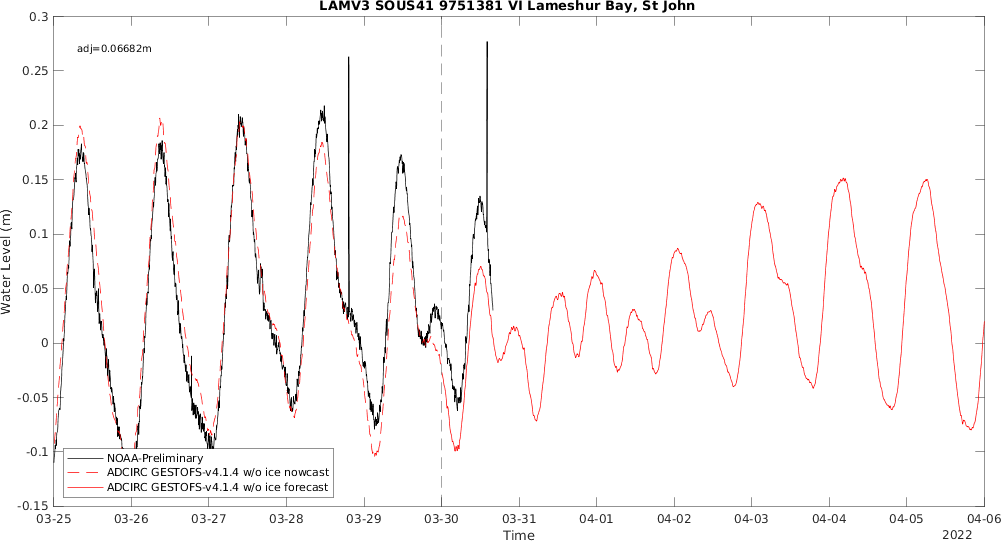 LAMV3 SOUS41 9751381 VI Lameshur Bay, St John
adj=0.06682m
0.3
0.25
0.2
0.15
0.1
0.05
0
-0.05
-0.1
-0.15
Water Level (m)
NOAA-Preliminary
ADCIRC GESTOFS-v4.1.4 w/o ice nowcast
ADCIRC GESTOFS-v4.1.4 w/o ice forecast
03-25 03-26 03-27 03-28 03-29 03-30 03-31 04-01 04-02 04-03 04-04 04-05 04-06
Time
2022